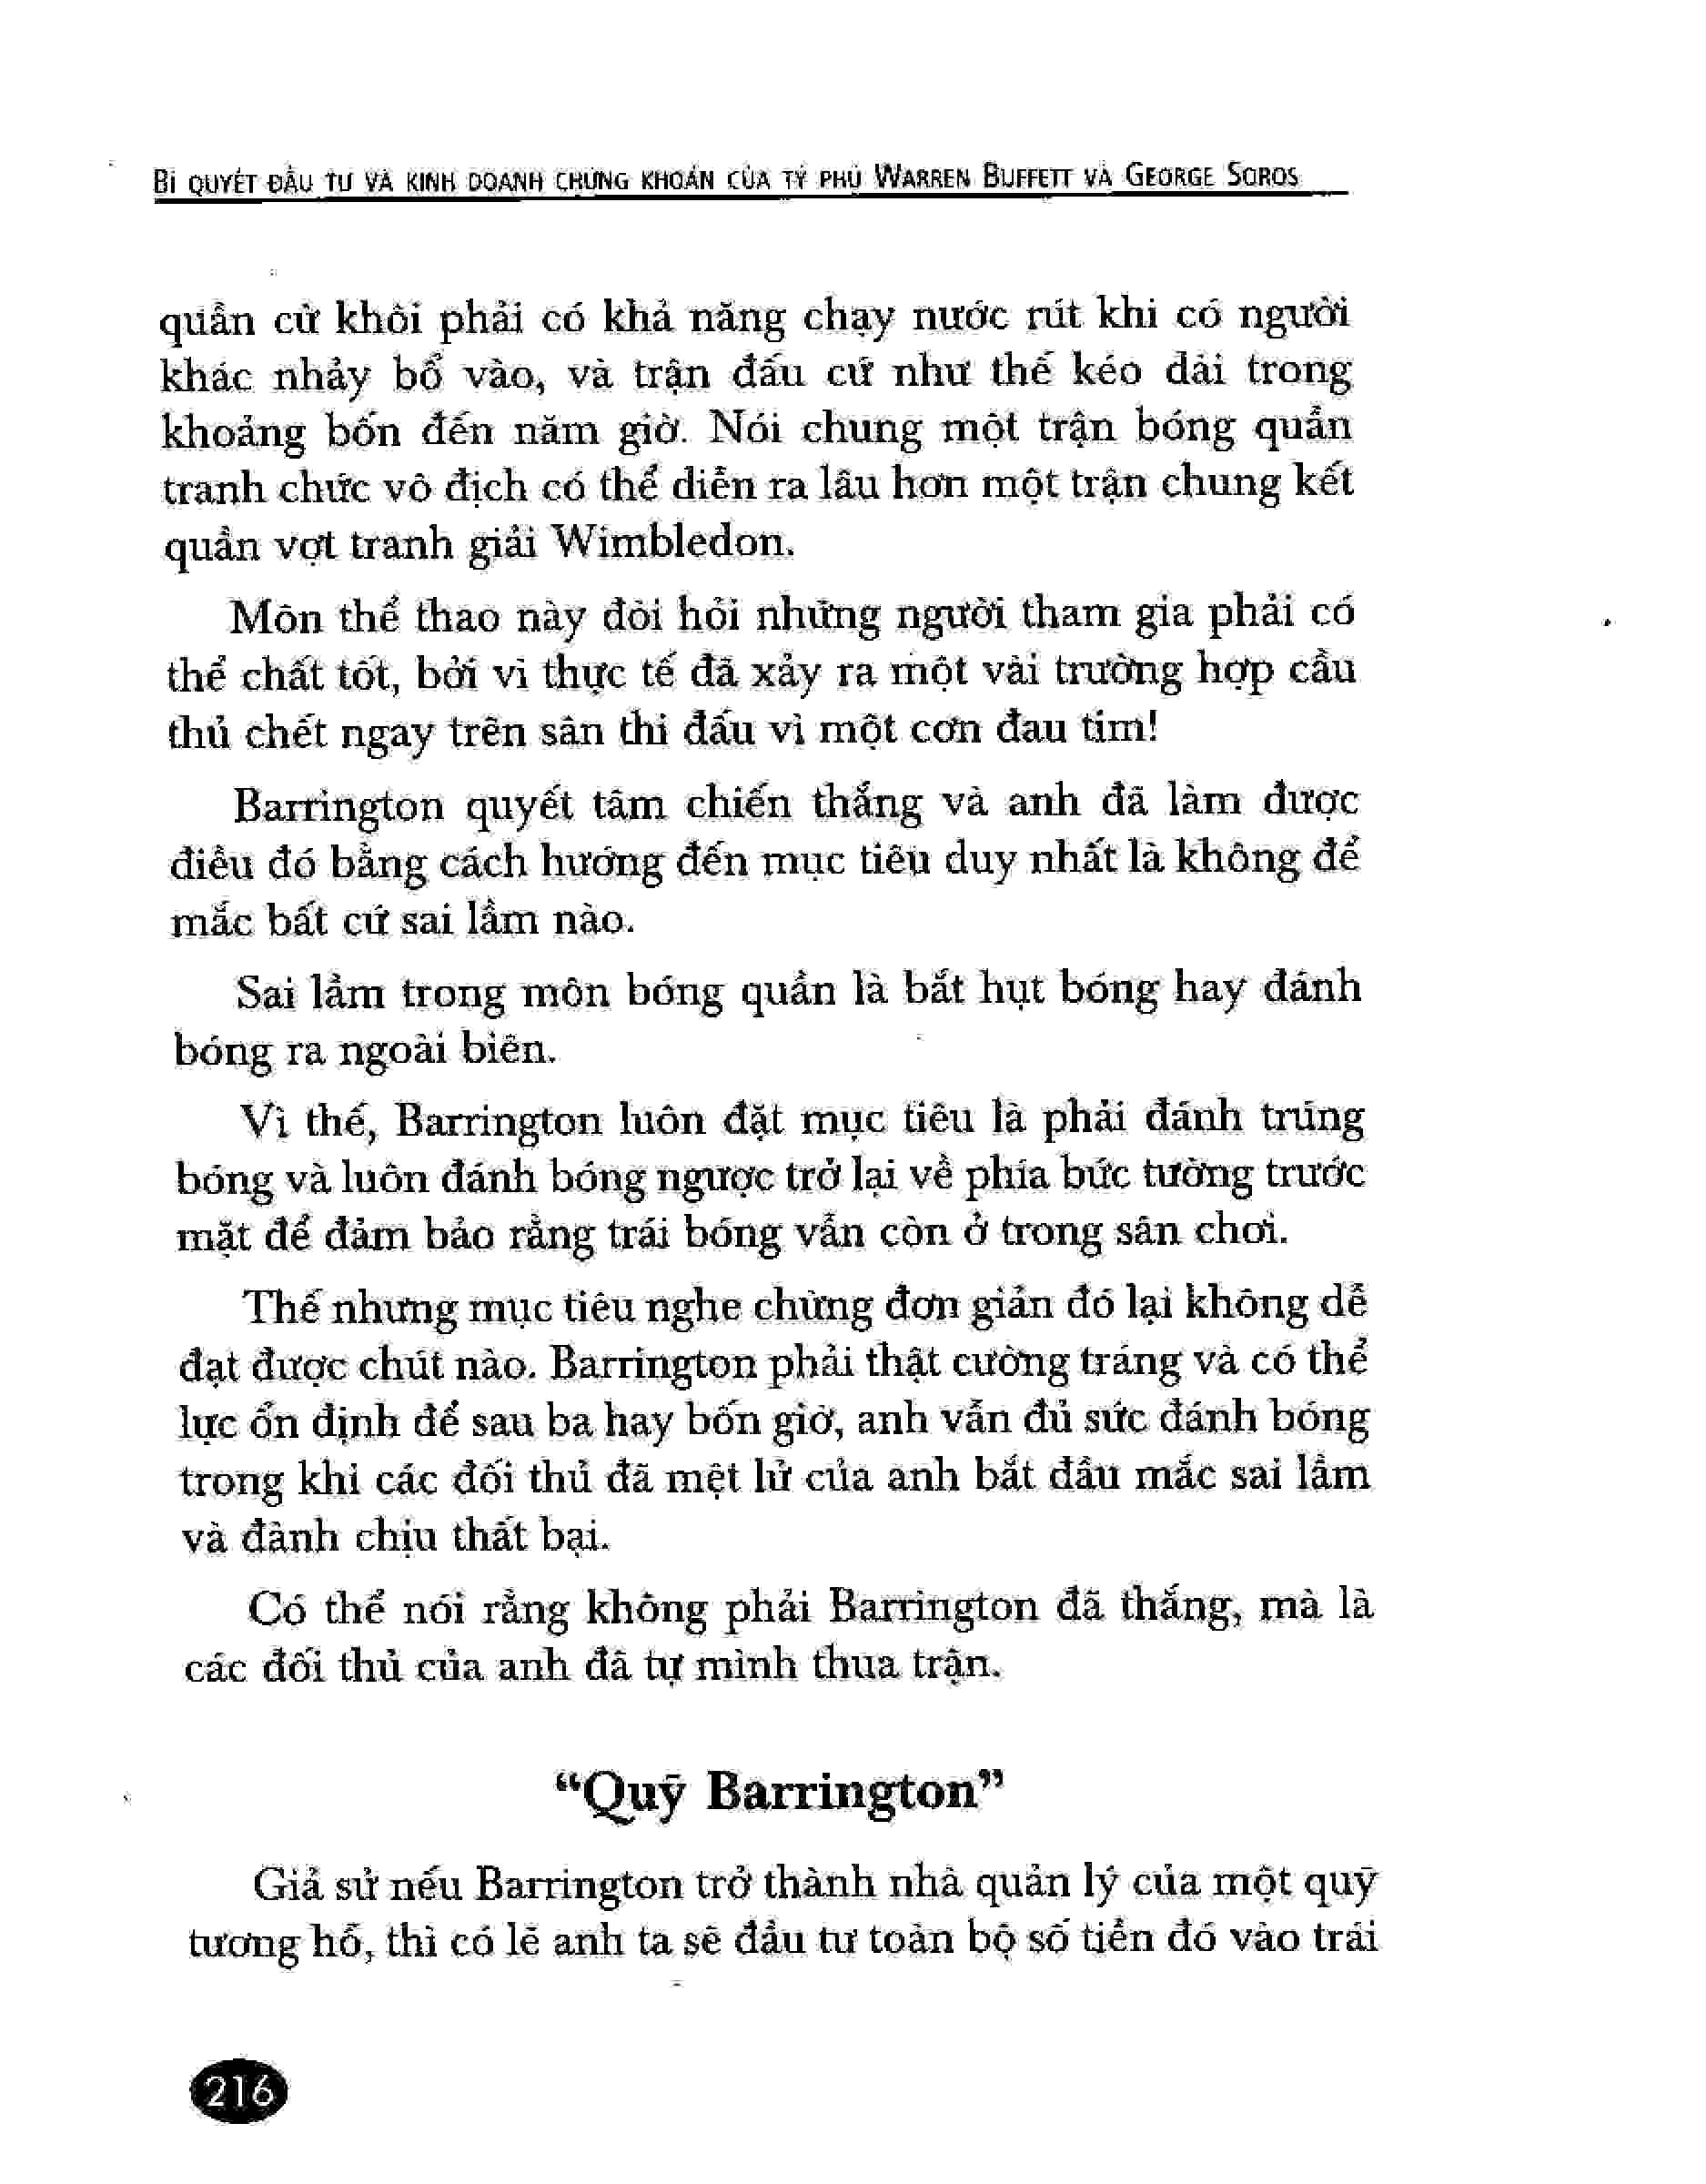 BÍ QUYẾT ĐẦU TƯ VÀ KINH DOANH CHỨNG KHOÁN CỦA TỶ PHÚ WARREN BUFFETT VÀ GEORGE SOROS
quần cừ khôi phải có khả năng chạy nước rút khi có người
khác nhảy bổ vào, và trận đấu cứ như thế kéo dài trong
khoảng bốn đến năm giờ. Nói chung một trận bóng quần
tranh chức vô địch có thể diễn ra lâu hơn một trận chung kết
quần vợt tranh giải Wimbledon.
Môn thể thao này đòi hỏi những người tham gia phải có
thể chất tốt, bởi vì thực tế đã xảy ra một vài trường hợp cầu
thủ chết ngay trên sân thi đấu vì một cơn đau tim!
Barrington quyết tâm chiến thắng và anh đã làm được
điều đó bằng cách hướng đến mục tiêu duy nhất là không để
mắc bất cứ sai lầm nào.
Sai lầm trong môn bóng quần là bắt hụt bóng hay đánh
bóng ra ngoài biên.
Vì thế, Barrington luôn đặt mục tiêu là phải đánh trúng
bóng và luôn đánh bóng ngược trở lại về phía bức tường trước
mặt để đảm bảo rằng trái bóng vẫn còn ở trong sân chơi.
Thế nhưng mục tiêu nghe chừng đơn giản đó lại không dễ
đạt được chút nào. Barrington phải thật cường tráng và có thể
lực ổn định để sau ba hay bốn giờ, anh vẫn đủ sức đánh bóng
trong khi các đối thủ đã mệt lử của anh bắt đầu mắc sai lầm
và đành chịu thất bại.
Có thể nói rằng không phải Barrington đã thắng, mà là
các đối thủ của anh đã tự mình thua trận.
“Quỹ Barrington”
Giả sử nếu Barrington trở thành nhà quản lý của một quỹ
tương hỗ, thì có lẽ anh ta sẽ đầu tư toàn bộ số tiền đó vào trái
216